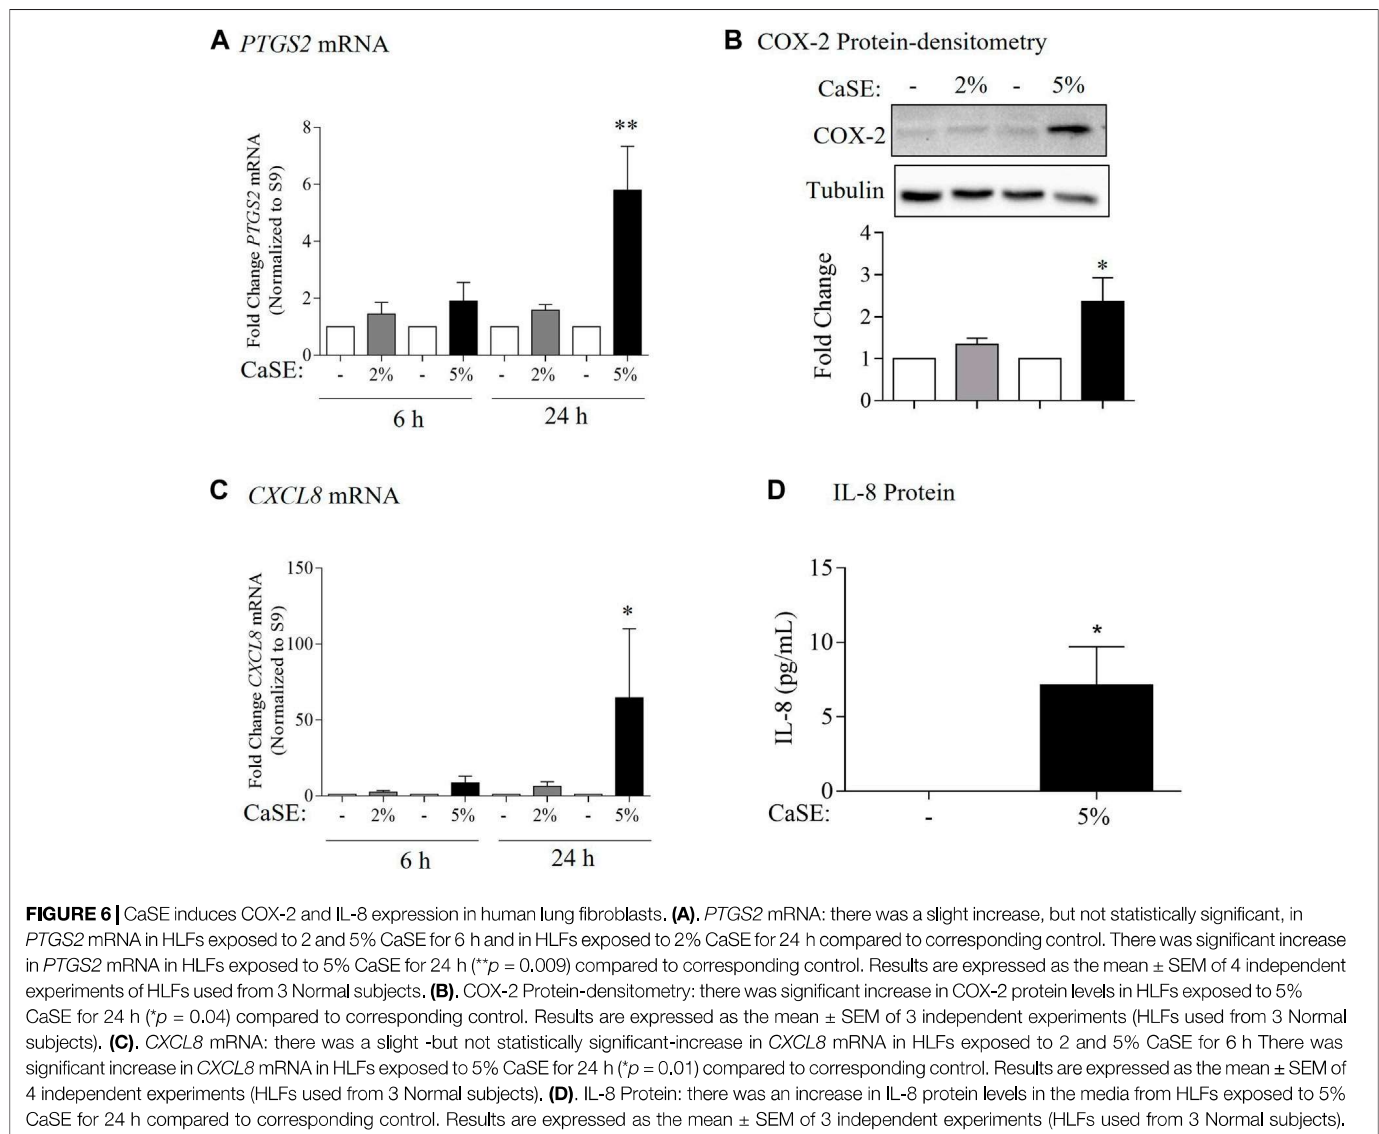 A PTGS2 mRNA
Fold Change PTGS2 mRNA
(Normalized to S9)
8
6
4
2
0
**
CaSE: - 2% - 5% - 2% - 5%
6 h 24 h
B COX-2 Protein-densitometry
CaSE: - 2% - 5%
COX-2
Tubulin
Fold Change
4
3
2
1
0
*
C CXCL8 mRNA
Fold Change CXCL8 mRNA
(Normalized to S9)
150
100
50
0
*
CaSE: - 2% - 5% - 2% - 5%
6 h 24 h
D IL-8 Protein
IL-8 (pg/mL)
15
10
5
0
*
CaSE: - 5%
FIGURE 6 | CaSE induces COX-2 and IL-8 expression in human lung fibroblasts. (A). PTGS2 mRNA: there was a slight increase, but not statistically significant, in
PTGS2 mRNA in HLFs exposed to 2 and 5% CaSE for 6 h and in HLFs exposed to 2% CaSE for 24 h compared to corresponding control. There was significant increase
in PTGS2 mRNA in HLFs exposed to 5% CaSE for 24 h (**p = 0.009) compared to corresponding control. Results are expressed as the mean ± SEM of 4 independent
experiments of HLFs used from 3 Normal subjects. (B). COX-2 Protein-densitometry: there was significant increase in COX-2 protein levels in HLFs exposed to 5%
CaSE for 24 h (*p = 0.04) compared to corresponding control. Results are expressed as the mean ± SEM of 3 independent experiments (HLFs used from 3 Normal
subjects). (C). CXCL8 mRNA: there was a slight -but not statistically significant-increase in CXCL8 mRNA in HLFs exposed to 2 and 5% CaSE for 6 h There was
significant increase in CXCL8 mRNA in HLFs exposed to 5% CaSE for 24 h (*p = 0.01) compared to corresponding control. Results are expressed as the mean ± SEM of
4 independent experiments (HLFs used from 3 Normal subjects). (D). IL-8 Protein: there was an increase in IL-8 protein levels in the media from HLFs exposed to 5%
CaSE for 24 h compared to corresponding control. Results are expressed as the mean ± SEM of 3 independent experiments (HLFs used from 3 Normal subjects).